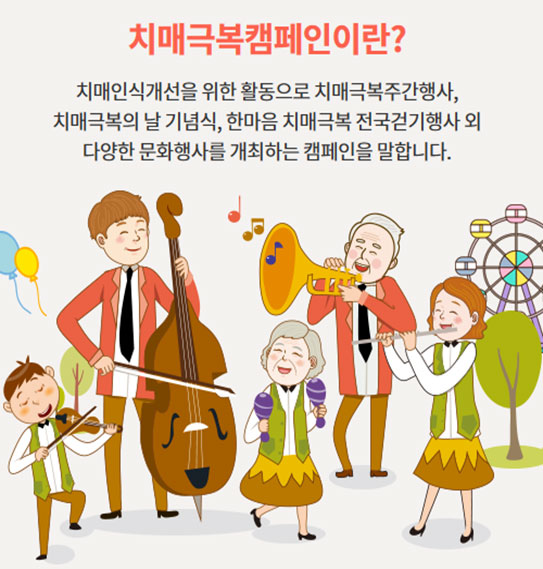 치매극복캠페인이란?
치매인식개선을 위한 활동으로 치매극복주간행사,
치매극복의 날 기념식, 한마음 치매극복 전국걷기행사 외
다양한 문화행사를 개최하는 캠페인을 말합니다.